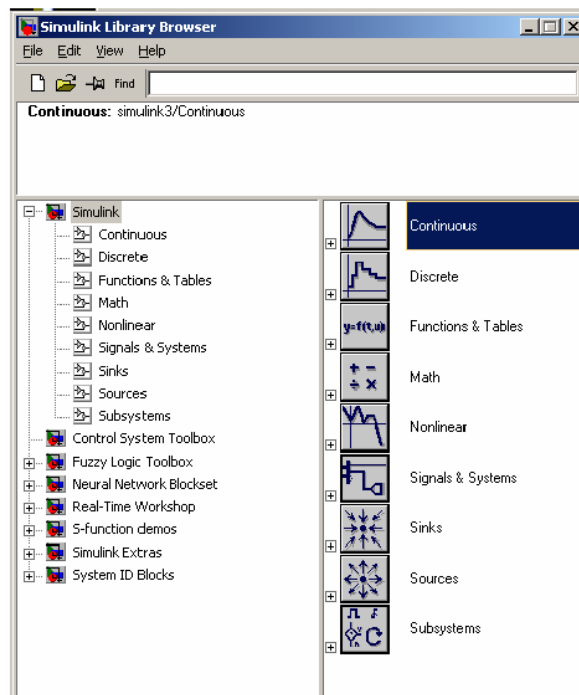 Simulink Library Browser
File Edit View Help
Find
Continuous: simulink3/Continuous
Simulink
Continuous
Discrete
Functions & Tables
Math
Nonlinear
Signals & Systems
Sinks
Sources
Subsystems
Control System Toolbox
Fuzzy Logic Toolbox
Neural Network Blockset
Real-Time Workshop
S-function demos
Simulink Extras
System ID Blocks
Continuous
Discrete
y=f(t,u)
Functions & Tables
+ -
÷ ×
Math
Nonlinear
Signals & Systems
Sinks
Sources
Subsystems